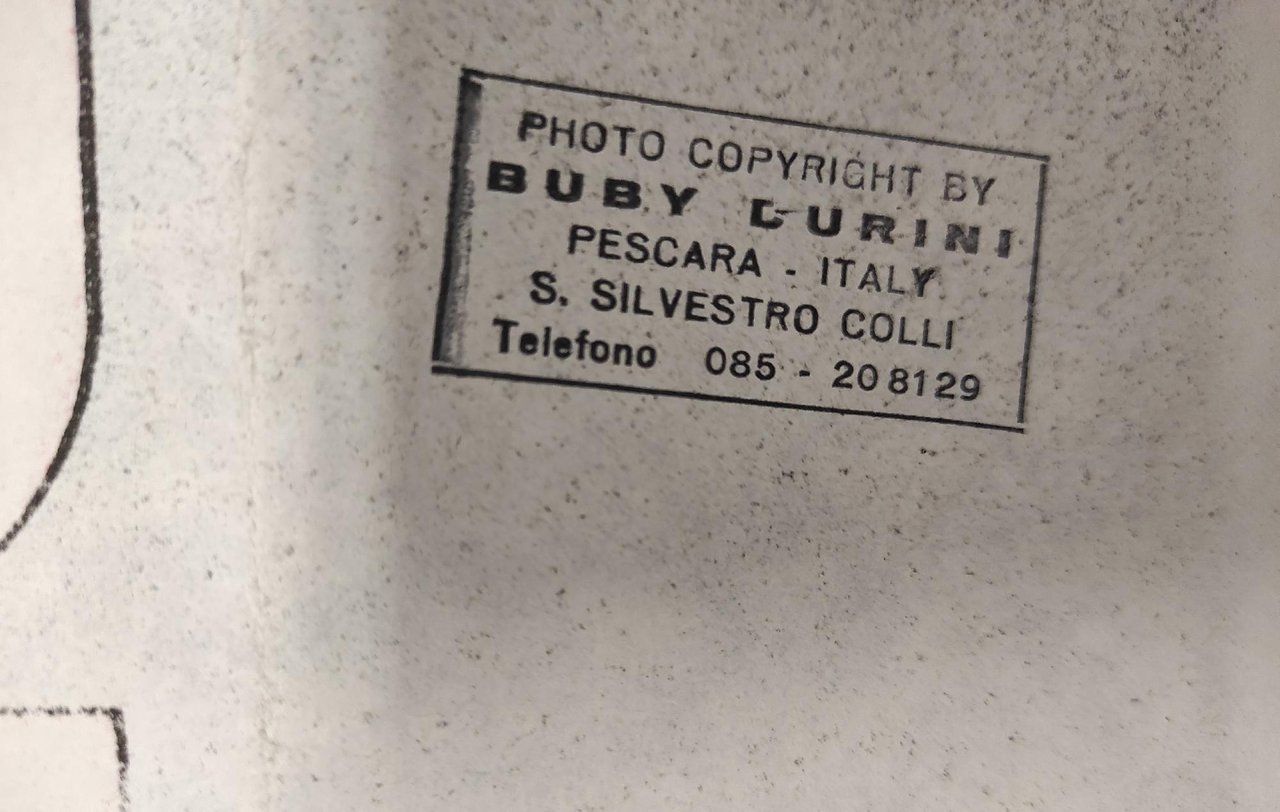 PHOTO COPYRIGHT BY
BUBY DURINI
PESCARA - ITALY
S. SILVESTRO COLLI
Telefono 085 - 208129